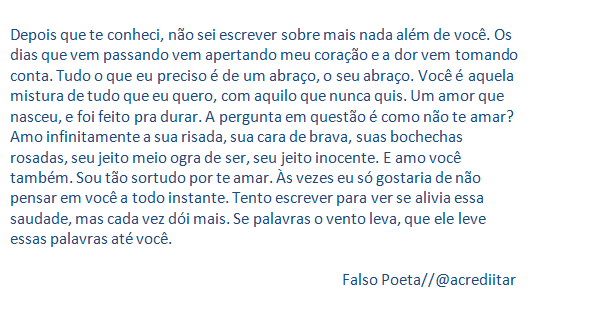 Depois que te conheci, não sei escrever sobre mais nada além de você. Os
dias que vem passando vem apertando meu coração e a dor vem tomando
conta. Tudo o que eu preciso é de um abraço, o seu abraço. Você é aquela
mistura de tudo que eu quero, com aquilo que nunca quis. Um amor que
nasceu, e foi feito pra durar. A pergunta em questão é como não te amar?
Amo infinitamente a sua risada, sua cara de brava, suas bochechas
rosadas, seu jeito meio ogra de ser, seu jeito inocente. E amo você
também. Sou tão sortudo por te amar. Às vezes eu só gostaria de não
pensar em você a todo instante. Tento escrever para ver se alivia essa
saudade, mas cada vez dói mais. Se palavras o vento leva, que ele leve
essas palavras até você.
Falso Poeta//@acrediitar